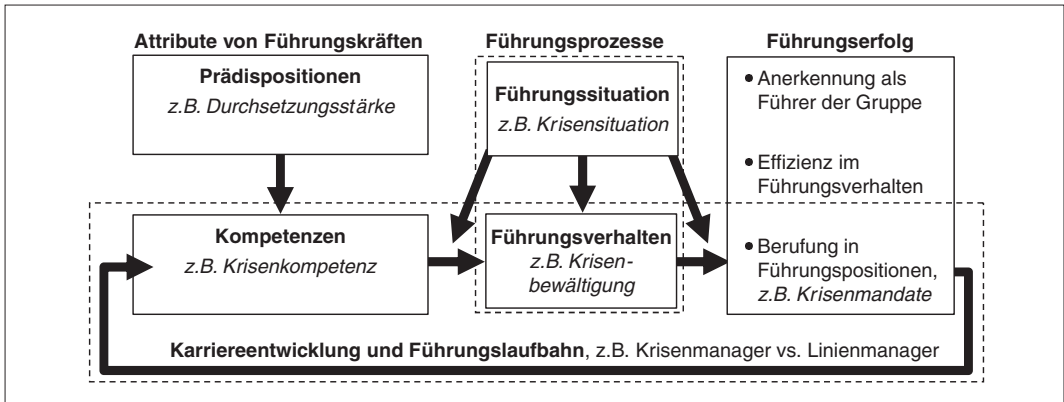 Attribute von Führungskräften
Prädispositionen
z.B. Durchsetzungsstärke
Kompetenzen
z.B. Krisenkompetenz
Führungsprozesse
Führungssituation
z.B. Krisensituation
Führungsverhalten
z.B. Krisen-
bewältigung
Führungserfolg
• Anerkennung als
Führer der Gruppe
• Effizienz im
Führungsverhalten
• Berufung in
Führungspositionen,
z.B. Krisenmandate
Karriereentwicklung und Führungslaufbahn, z.B. Krisenmanager vs. Linienmanager